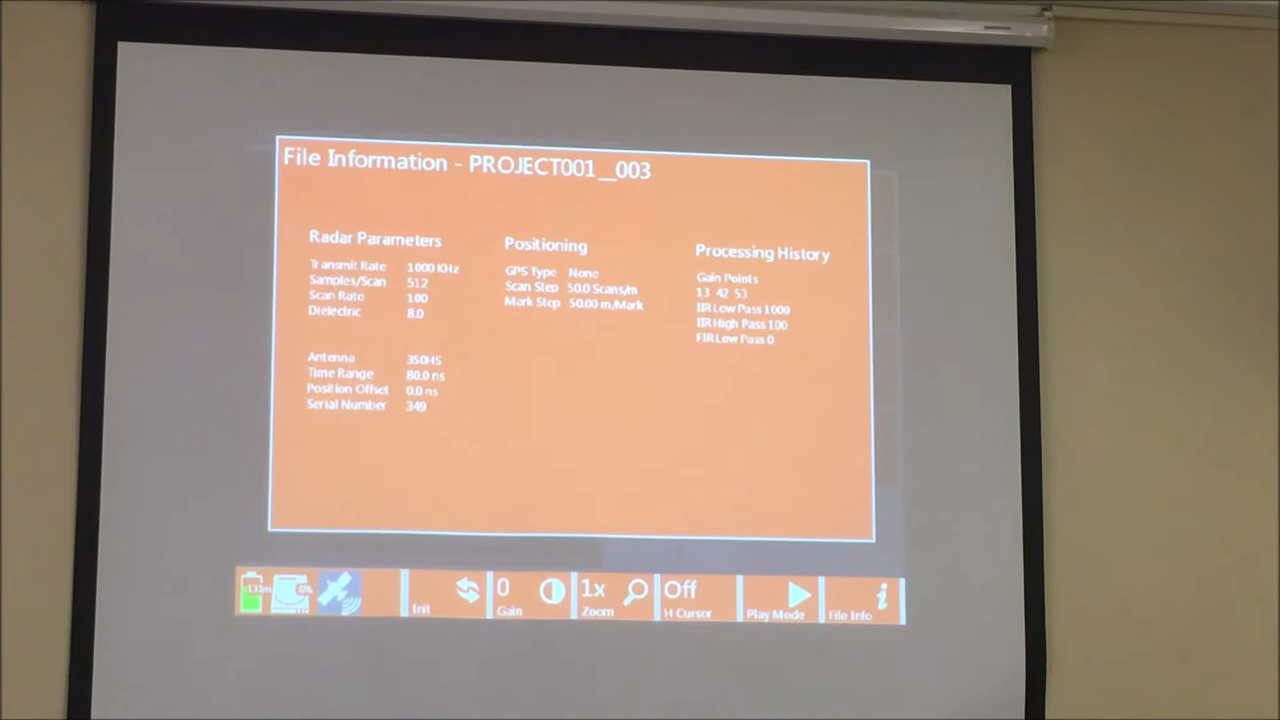 File Information - PROJECT001__003
Radar Parameters
Transmit Rate 1000 KHz
Samples/Scan 512
Scan Rate 100
Dielectric 8.0
Antenna 350HS
Time Range 80.0 ns
Position Offset 0.0 ns
Serial Number 349
Positioning
GPS Type None
Scan Step 50.0 Scans/m
Mark Step 50.00 m/Mark
Processing History
Gain Points
13 42 53
IIR Low Pass 1000
IIR High Pass 100
FIR Low Pass 0
131m
0%
Init
0
Gain
1x
Zoom
Off
H Cursor
Play Mode
i
File Info